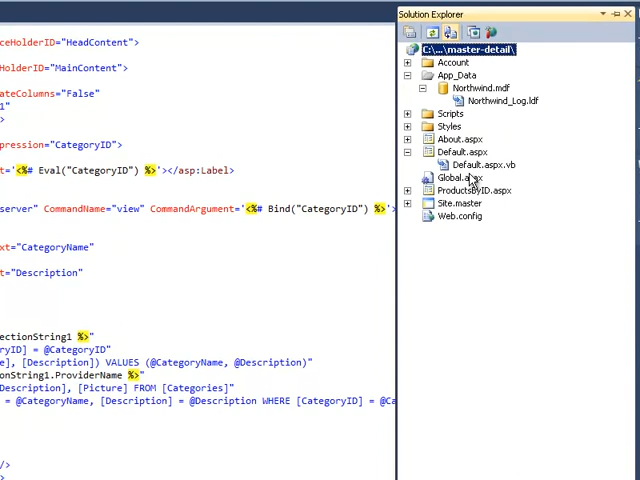 Solution Explorer
C:\...\master-detail\
Account
App_Data
Northwind.mdf
Northwind_Log.ldf
Scripts
Styles
About.aspx
Default.aspx
Default.aspx.vb
ProductsByID.aspx
Site.master
Web.config
ceHolderID="HeadContent">
HolderID="MainContent">
ateColumns="False"
1"
>
pression="CategoryID">
t='<%# Eval("CategoryID") %>'></asp:Label>
server" CommandName="view" CommandArgument='<%# Bind("CategoryID") %>'>
xt="CategoryName"
t="Description"
ectionString1 %>"
ryID] = @CategoryID"
e], [Description]) VALUES (@CategoryName, @Description)"
onString1.ProviderName %>"
Description], [Picture] FROM [Categories]"
= @CategoryName, [Description] = @Description WHERE [CategoryID] = @Ca
/>
>